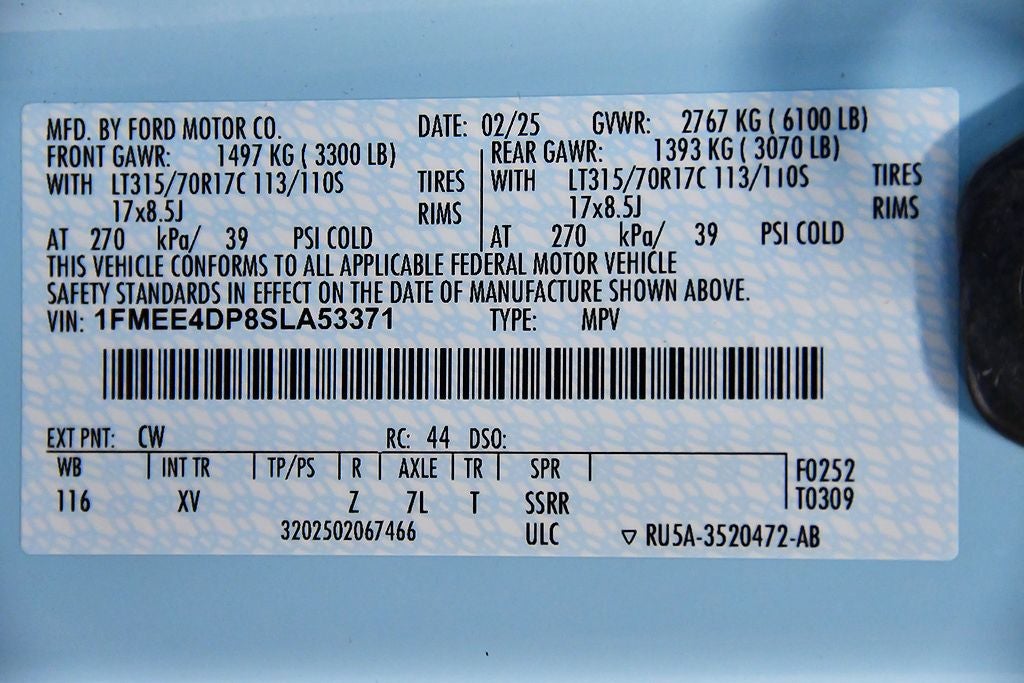 MFD. BY FORD MOTOR CO. DATE: 02/25 GVWR: 2767 KG ( 6100 LB)
FRONT GAWR: 1497 KG ( 3300 LB) REAR GAWR: 1393 KG ( 3070 LB)
WITH LT315/70R17C 113/110S TIRES WITH LT315/70R17C 113/110S TIRES
17x8.5J RIMS 17x8.5J RIMS
AT 270 kPa/ 39 PSI COLD AT 270 kPa/ 39 PSI COLD
THIS VEHICLE CONFORMS TO ALL APPLICABLE FEDERAL MOTOR VEHICLE
SAFETY STANDARDS IN EFFECT ON THE DATE OF MANUFACTURE SHOWN ABOVE.
VIN: 1FMEE4DP8SLA53371 TYPE: MPV
EXT PNT: CW RC: 44 DSO:
WB INT TR TP/PS R AXLE TR SPR F0252
116 XV Z 7L T SSRR T0309
3202502067466 ULC ▽ RU5A-3520472-AB